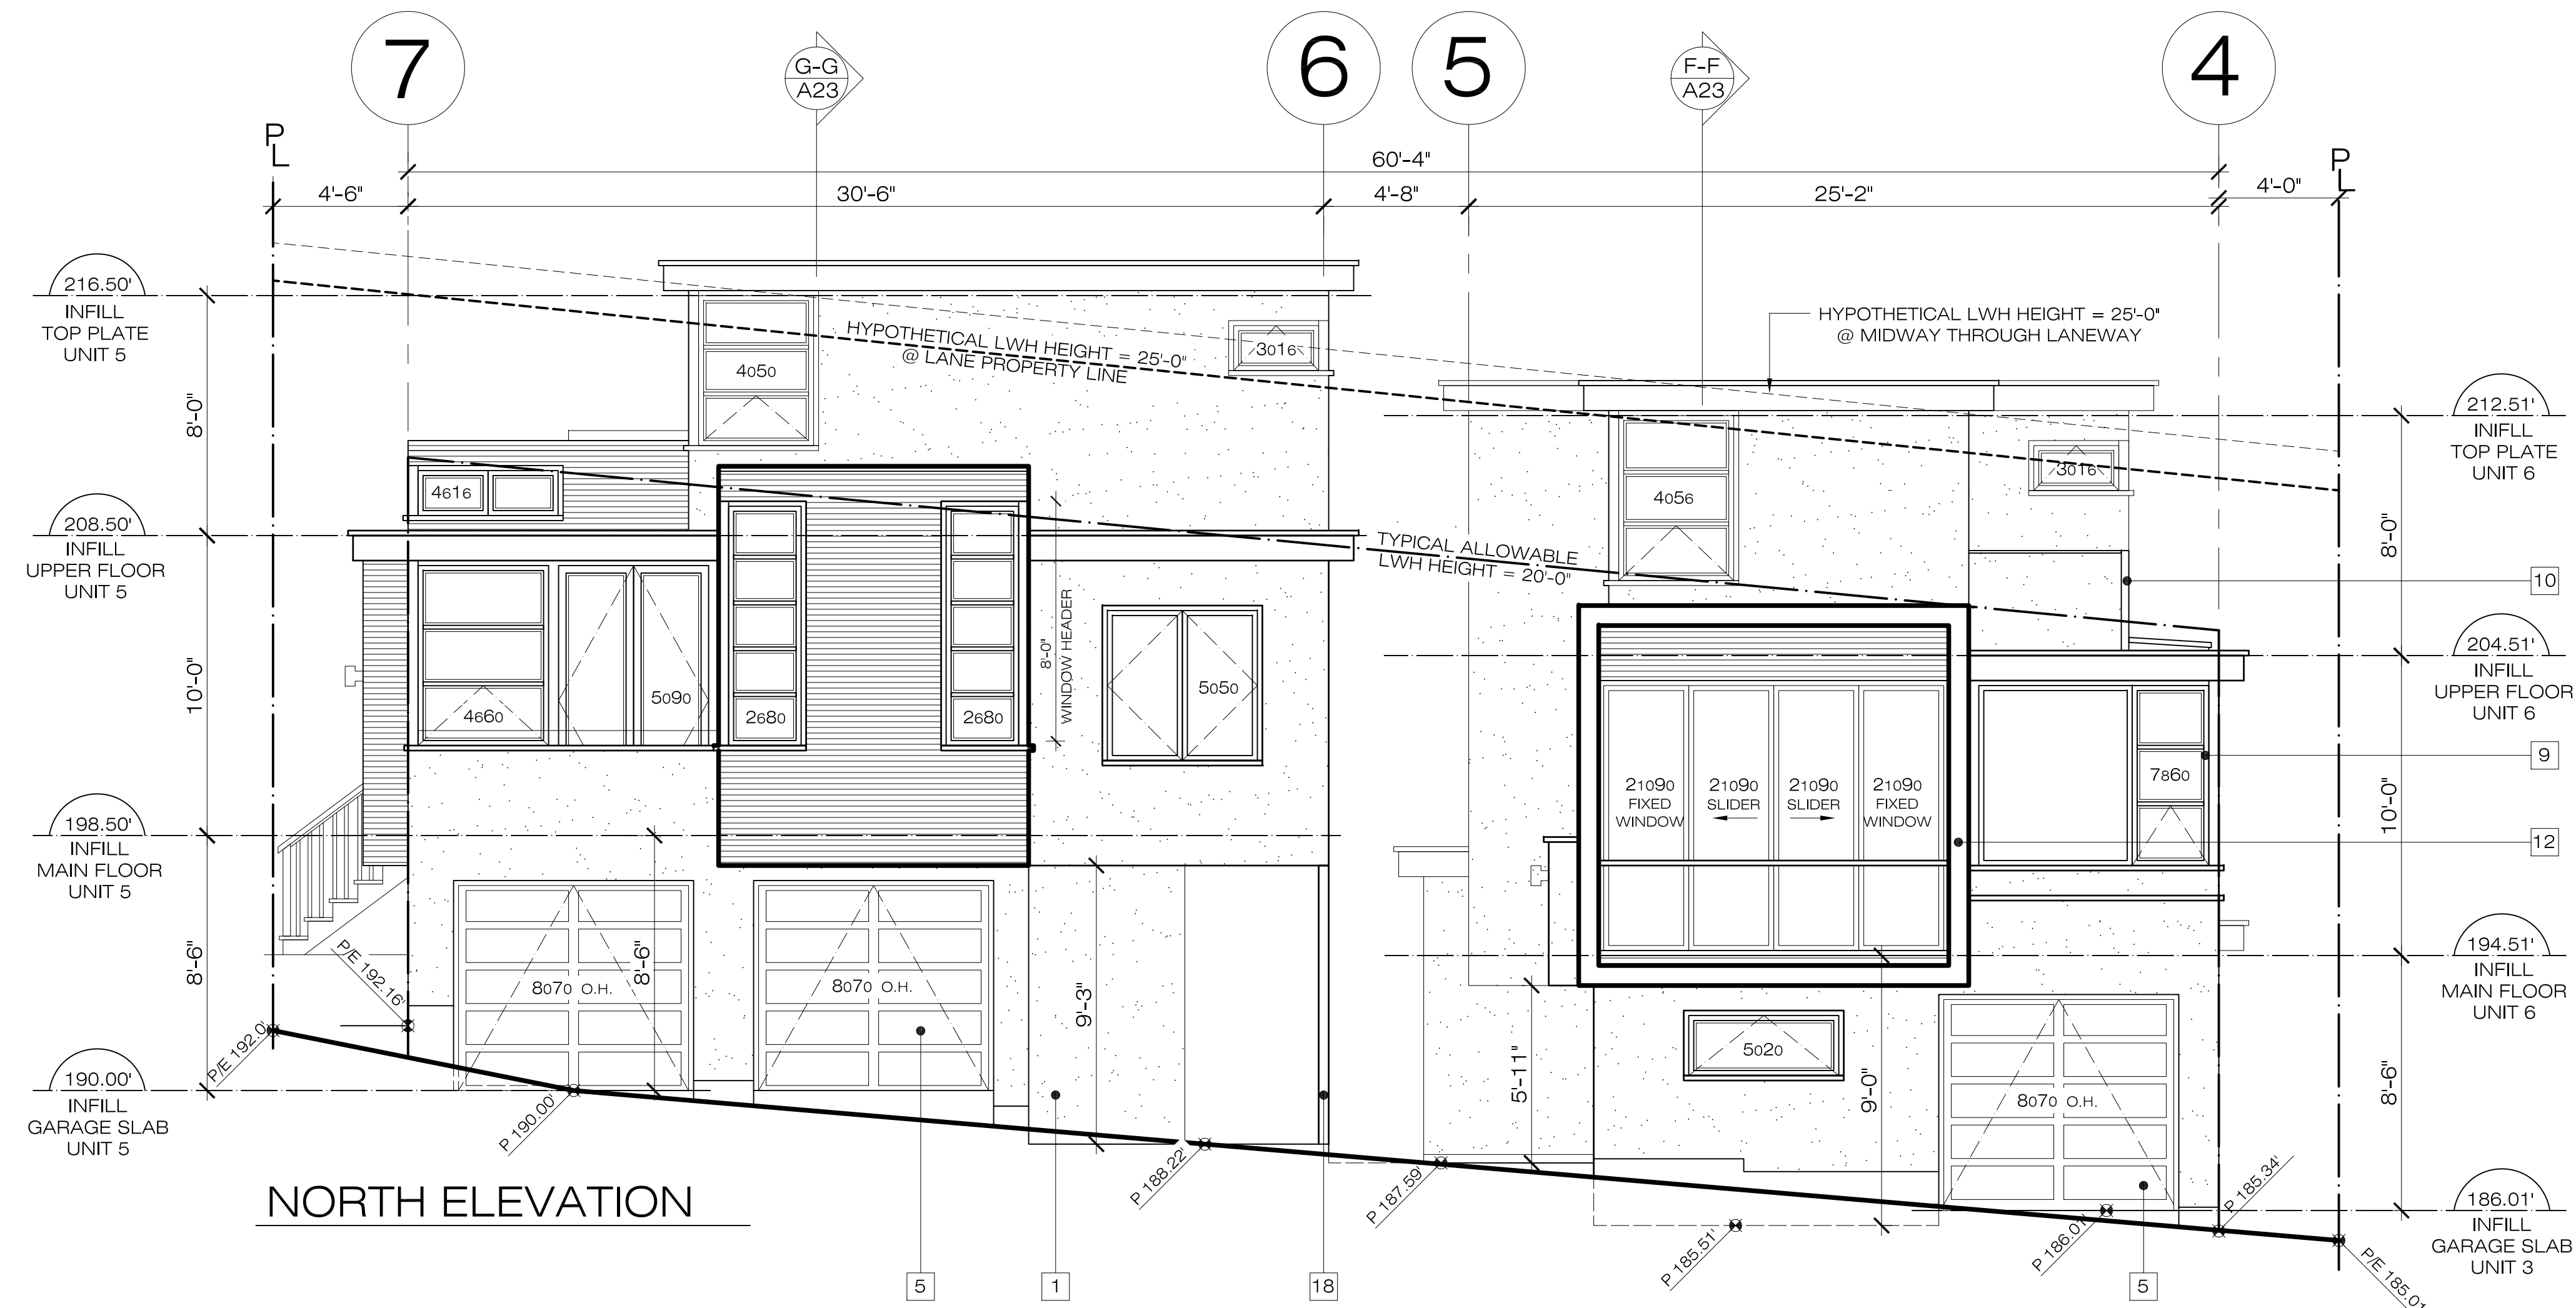 7
G-G
A23
6
5
F-F
A23
4
PL
PL
60'-4"
4'-6"
30'-6"
4'-8"
25'-2"
4'-0"
216.50'
INFILL
TOP PLATE
UNIT 5
8'-0"
208.50'
INFILL
UPPER FLOOR
UNIT 5
10'-0"
198.50'
INFILL
MAIN FLOOR
UNIT 5
8'-6"
190.00'
INFILL
GARAGE SLAB
UNIT 5
HYPOTHETICAL LWH HEIGHT = 25'-0"
@ LANE PROPERTY LINE
HYPOTHETICAL LWH HEIGHT = 25'-0"
@ MIDWAY THROUGH LANEWAY
TYPICAL ALLOWABLE
LWH HEIGHT = 20'-0"
4050
3016
4616
4660
5090
2680
2680
8'-0"
WINDOW HEADER
5050
8070 O.H.
8'-6"
8070 O.H.
9'-3"
4056
3016
21090
FIXED
WINDOW
21090
SLIDER
21090
SLIDER
21090
FIXED
WINDOW
7860
5'-11"
5020
9'-0"
8070 O.H.
P/E 192.0'
P/E 192.16'
P 190.00'
P 188.22'
P 187.59'
P 185.51'
P 186.01'
P 185.34'
P/E 185.01
212.51'
INIFLL
TOP PLATE
UNIT 6
8'-0"
10
204.51'
INFILL
UPPER FLOOR
UNIT 6
9
10'-0"
12
194.51'
INFILL
MAIN FLOOR
UNIT 6
8'-6"
186.01'
INFILL
GARAGE SLAB
UNIT 3
NORTH ELEVATION
5
1
18
5